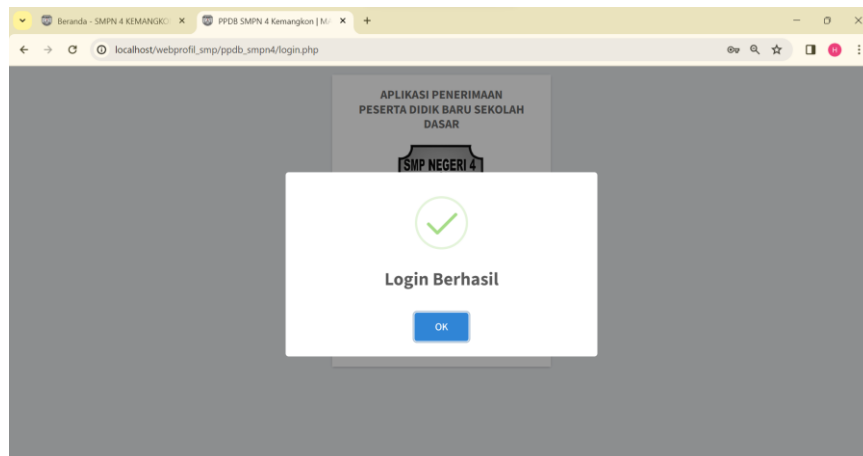 Beranda - SMPN 4 KEMANGKO
PPDB SMPN 4 Kemangkon | MA
localhost/webprofil_smp/ppdb_smpn4/login.php
H
APLIKASI PENERIMAAN
PESERTA DIDIK BARU SEKOLAH
DASAR
SMP NEGERI 4
Login Berhasil
OK